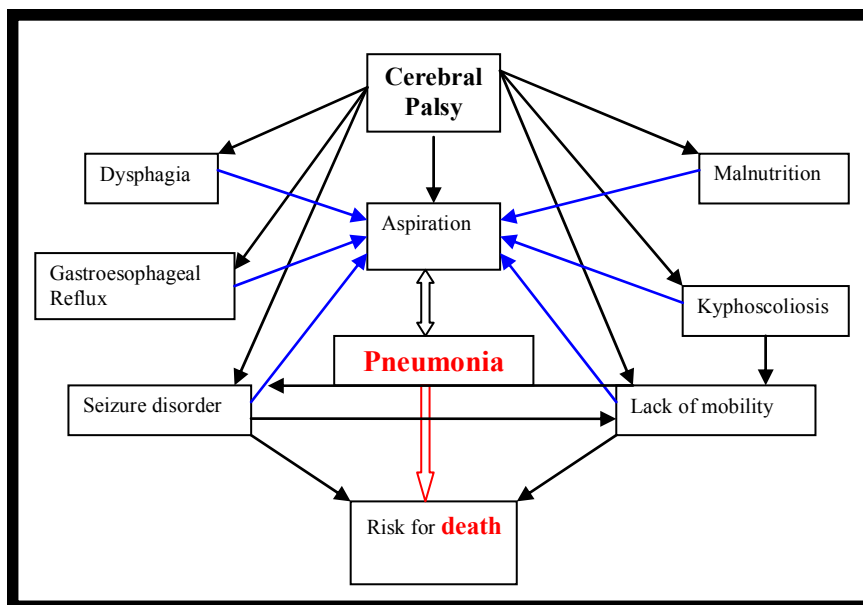 Cerebral
Palsy
Dysphagia
Malnutrition
Aspiration
Gastroesophageal
Reflux
Kyphoscoliosis
Pneumonia
Seizure disorder
Lack of mobility
Risk for death